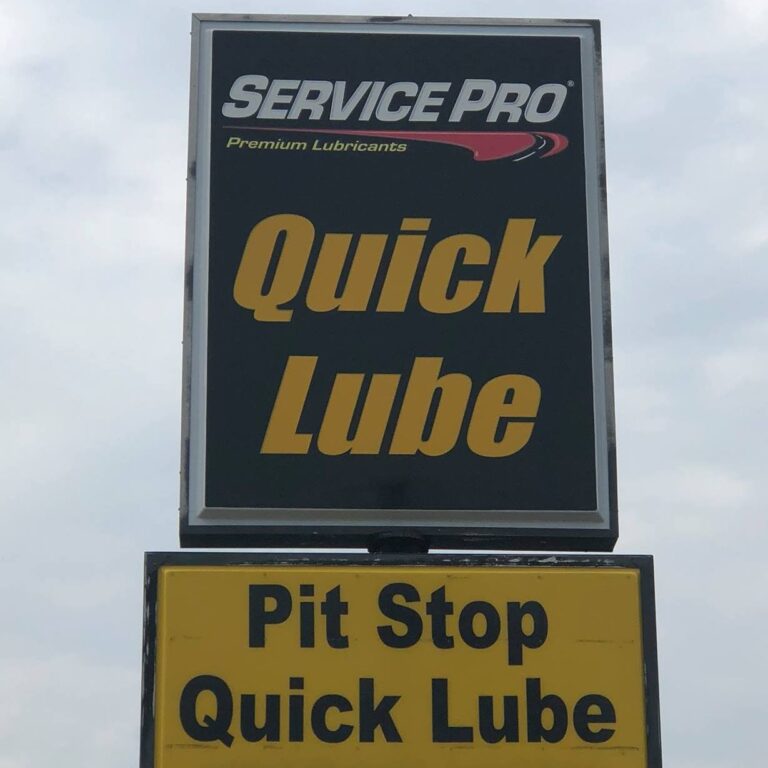 SERVICE PRO®
Premium Lubricants
Quick
Lube
Pit Stop
Quick Lube